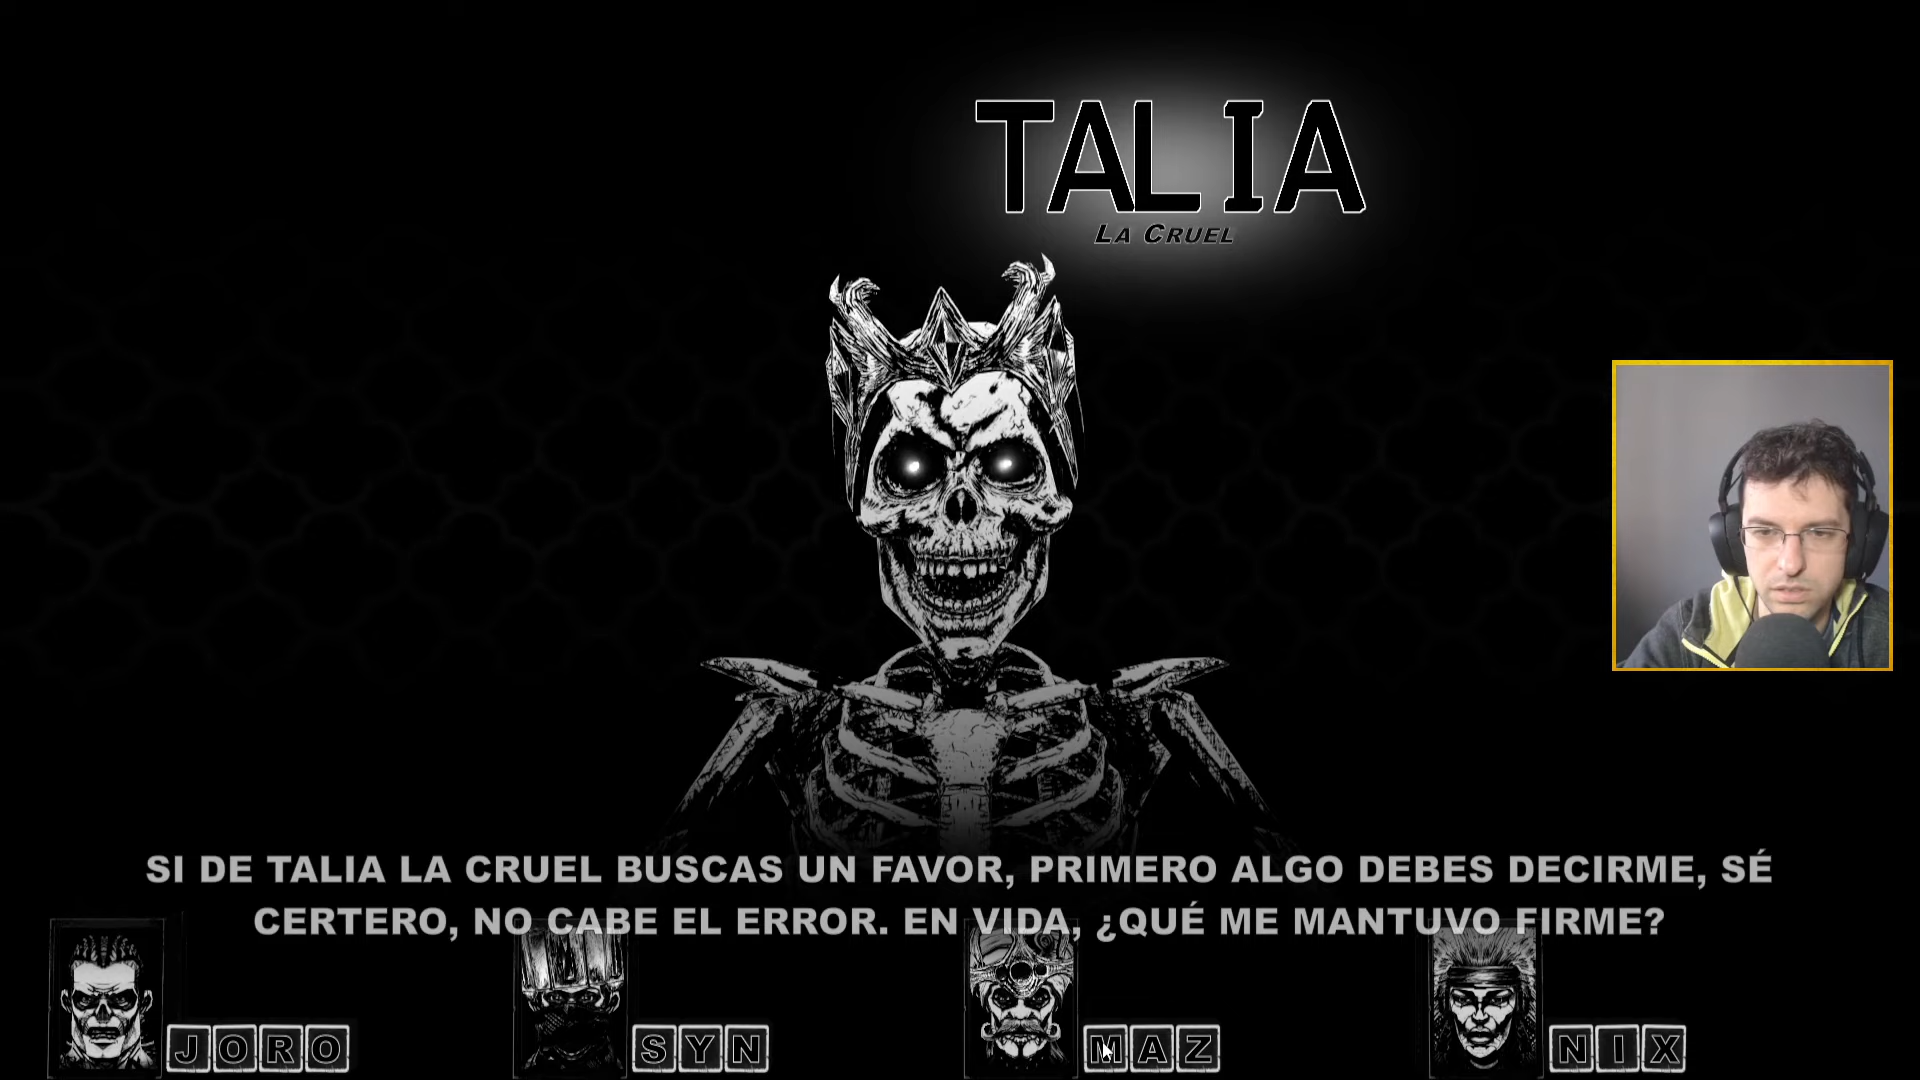 TALIA
LA CRUEL
SI DE TALIA LA CRUEL BUSCAS UN FAVOR, PRIMERO ALGO DEBES DECIRME, SÉ
CERTERO, NO CABE EL ERROR. EN VIDA, ¿QUÉ ME MANTUVO FIRME?
JORO
SYN
MAZ
NIX